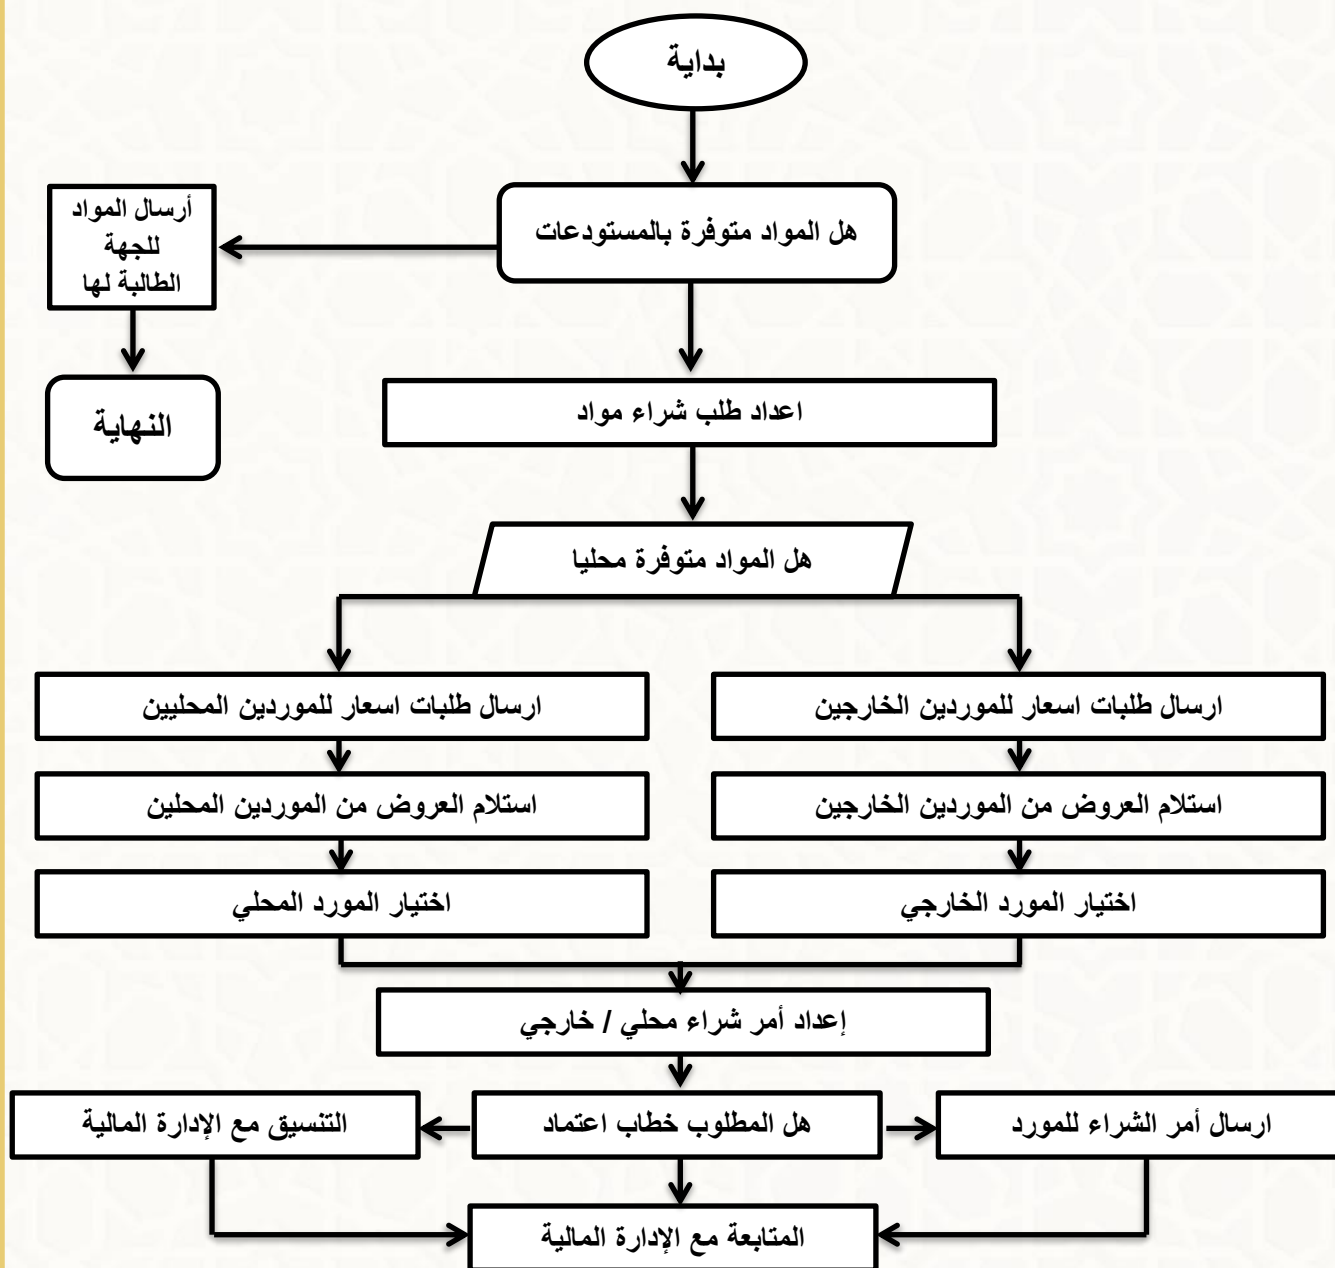 بداية
هل المواد متوفرة بالمستودعات
أرسال المواد
للجهة
الطالبة لها
النهاية
اعداد طلب شراء مواد
هل المواد متوفرة محليا
ارسال طلبات اسعار للموردين الخارجين
ارسال طلبات اسعار للموردين المحليين
استلام العروض من الموردين الخارجين
استلام العروض من الموردين المحلين
اختيار المورد الخارجي
اختيار المورد المحلي
إعداد أمر شراء محلي / خارجي
ارسال أمر الشراء للمورد
هل المطلوب خطاب اعتماد
التنسيق مع الإدارة المالية
المتابعة مع الإدارة المالية